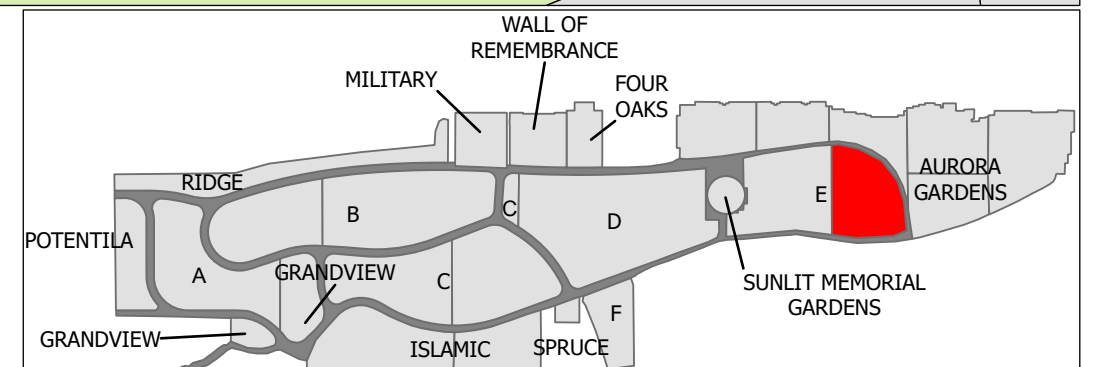 WALL OF
REMEMBRANCE
MILITARY
FOUR
OAKS
RIDGE
AURORA
GARDENS
B
C
D
E
POTENTILA
A
GRANDVIEW
C
SUNLIT MEMORIAL
GARDENS
F
GRANDVIEW
ISLAMIC
SPRUCE